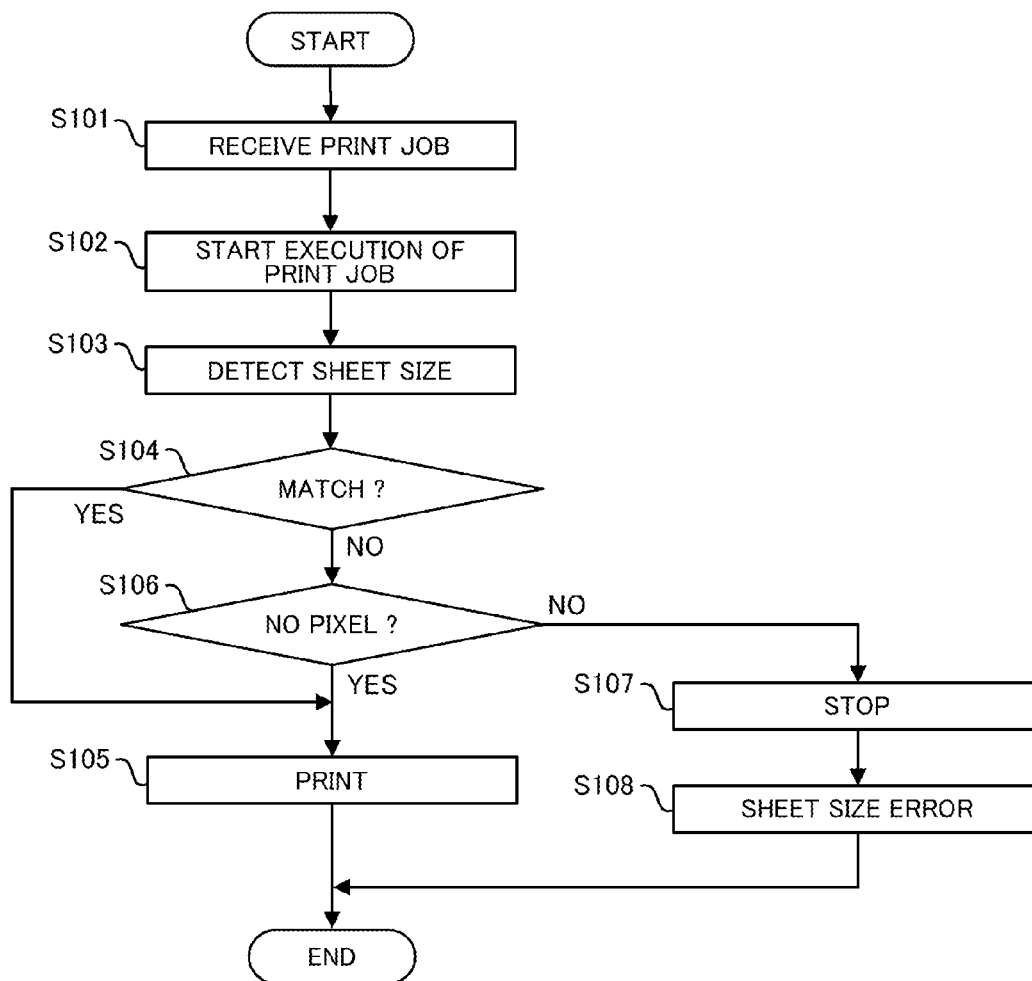 START
S101
RECEIVE PRINT JOB
S102
START EXECUTION OF
PRINT JOB
S103
DETECT SHEET SIZE
S104
MATCH ?
YES
NO
S106
NO PIXEL ?
NO
YES
S107
STOP
S105
PRINT
S108
SHEET SIZE ERROR
END